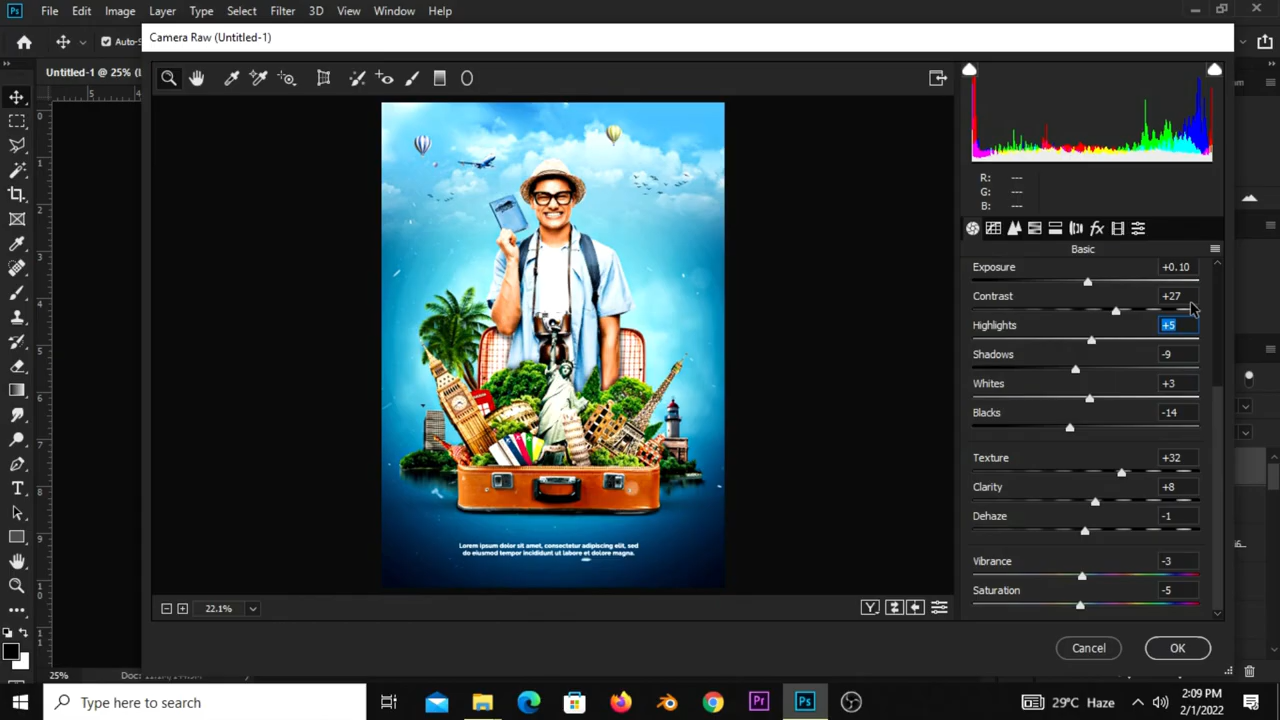 Ps File Edit Image Layer Type Select Filter 3D View Window Help
Auto-S
Camera Raw (Untitled-1)
Untitled-1 @ 25% (L
R: ---
G: ---
B: ---
Basic
Exposure +0.10
Contrast +27
Highlights +5
Shadows -9
Whites +3
Blacks -14
Texture +32
Clarity +8
Dehaze -1
Vibrance -3
Saturation -5
Lorem ipsum dolor sit amet, consectetur adipiscing elit, sed
do eiusmod tempor incididunt ut labore et dolore magna.
22.1%
Y
Cancel OK
25%
Type here to search
Pr Ps
29°C Haze
2:09 PM
2/1/2022